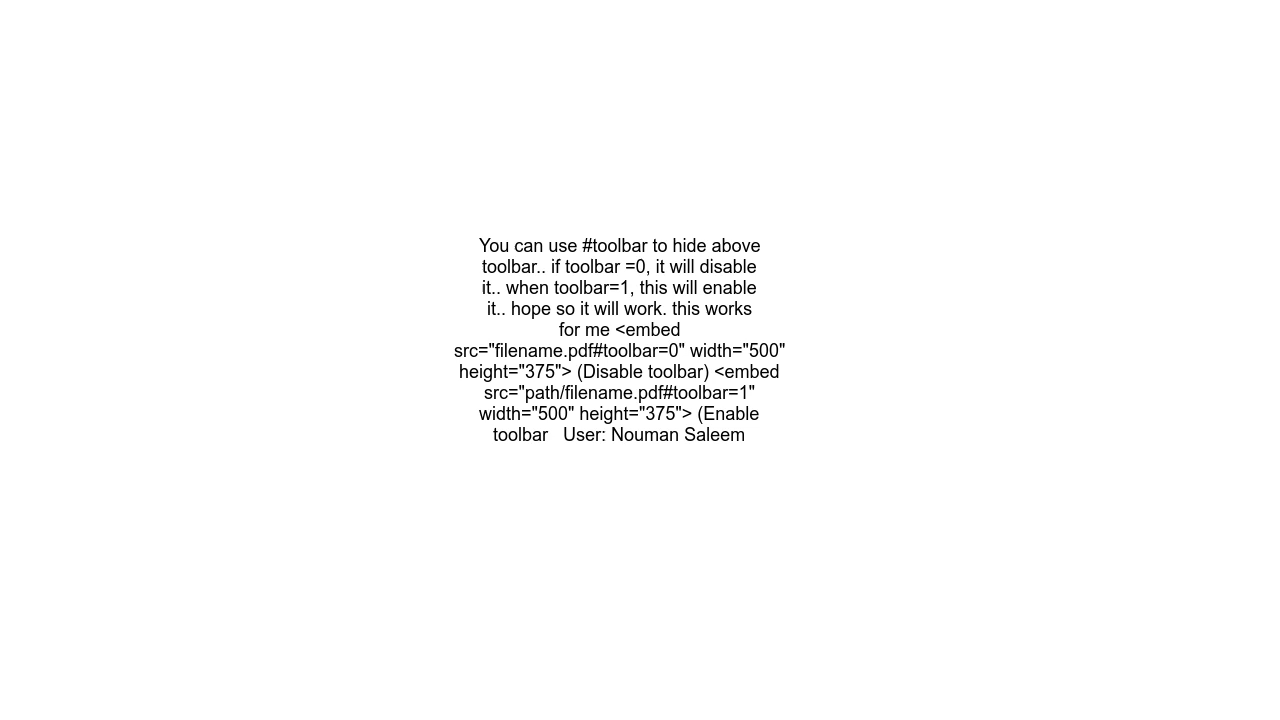 You can use #toolbar to hide above
toolbar.. if toolbar =0, it will disable
it.. when toolbar=1, this will enable
it.. hope so it will work. this works
for me <embed
src="filename.pdf#toolbar=0" width="500"
height="375"> (Disable toolbar) <embed
src="path/filename.pdf#toolbar=1"
width="500" height="375"> (Enable
toolbar   User: Nouman Saleem